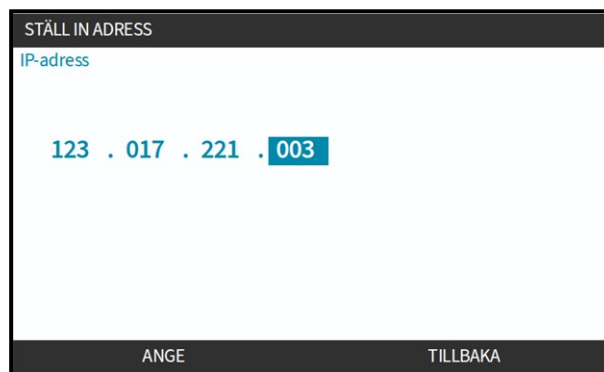 STÄLL IN ADRESS
IP-adress
123 . 017 . 221 . 003
ANGE TILLBAKA